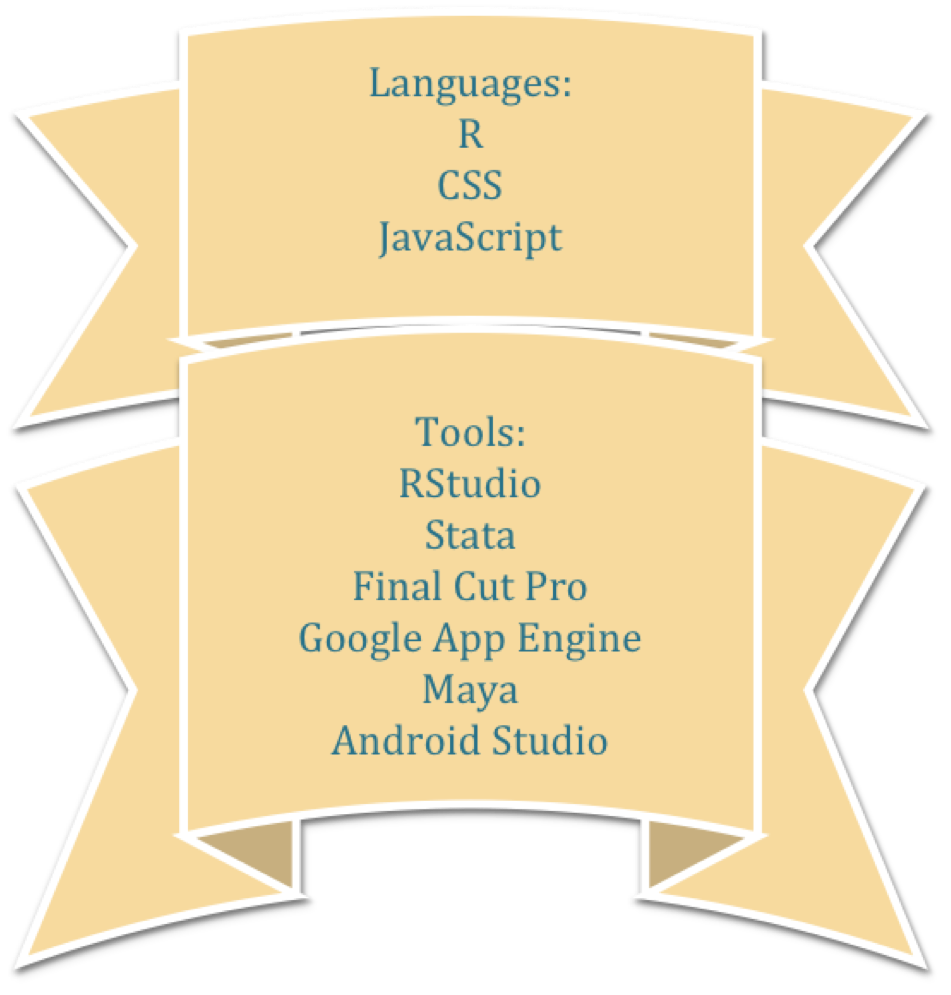 Languages:
R
CSS
JavaScript
Tools:
RStudio
Stata
Final Cut Pro
Google App Engine
Maya
Android Studio